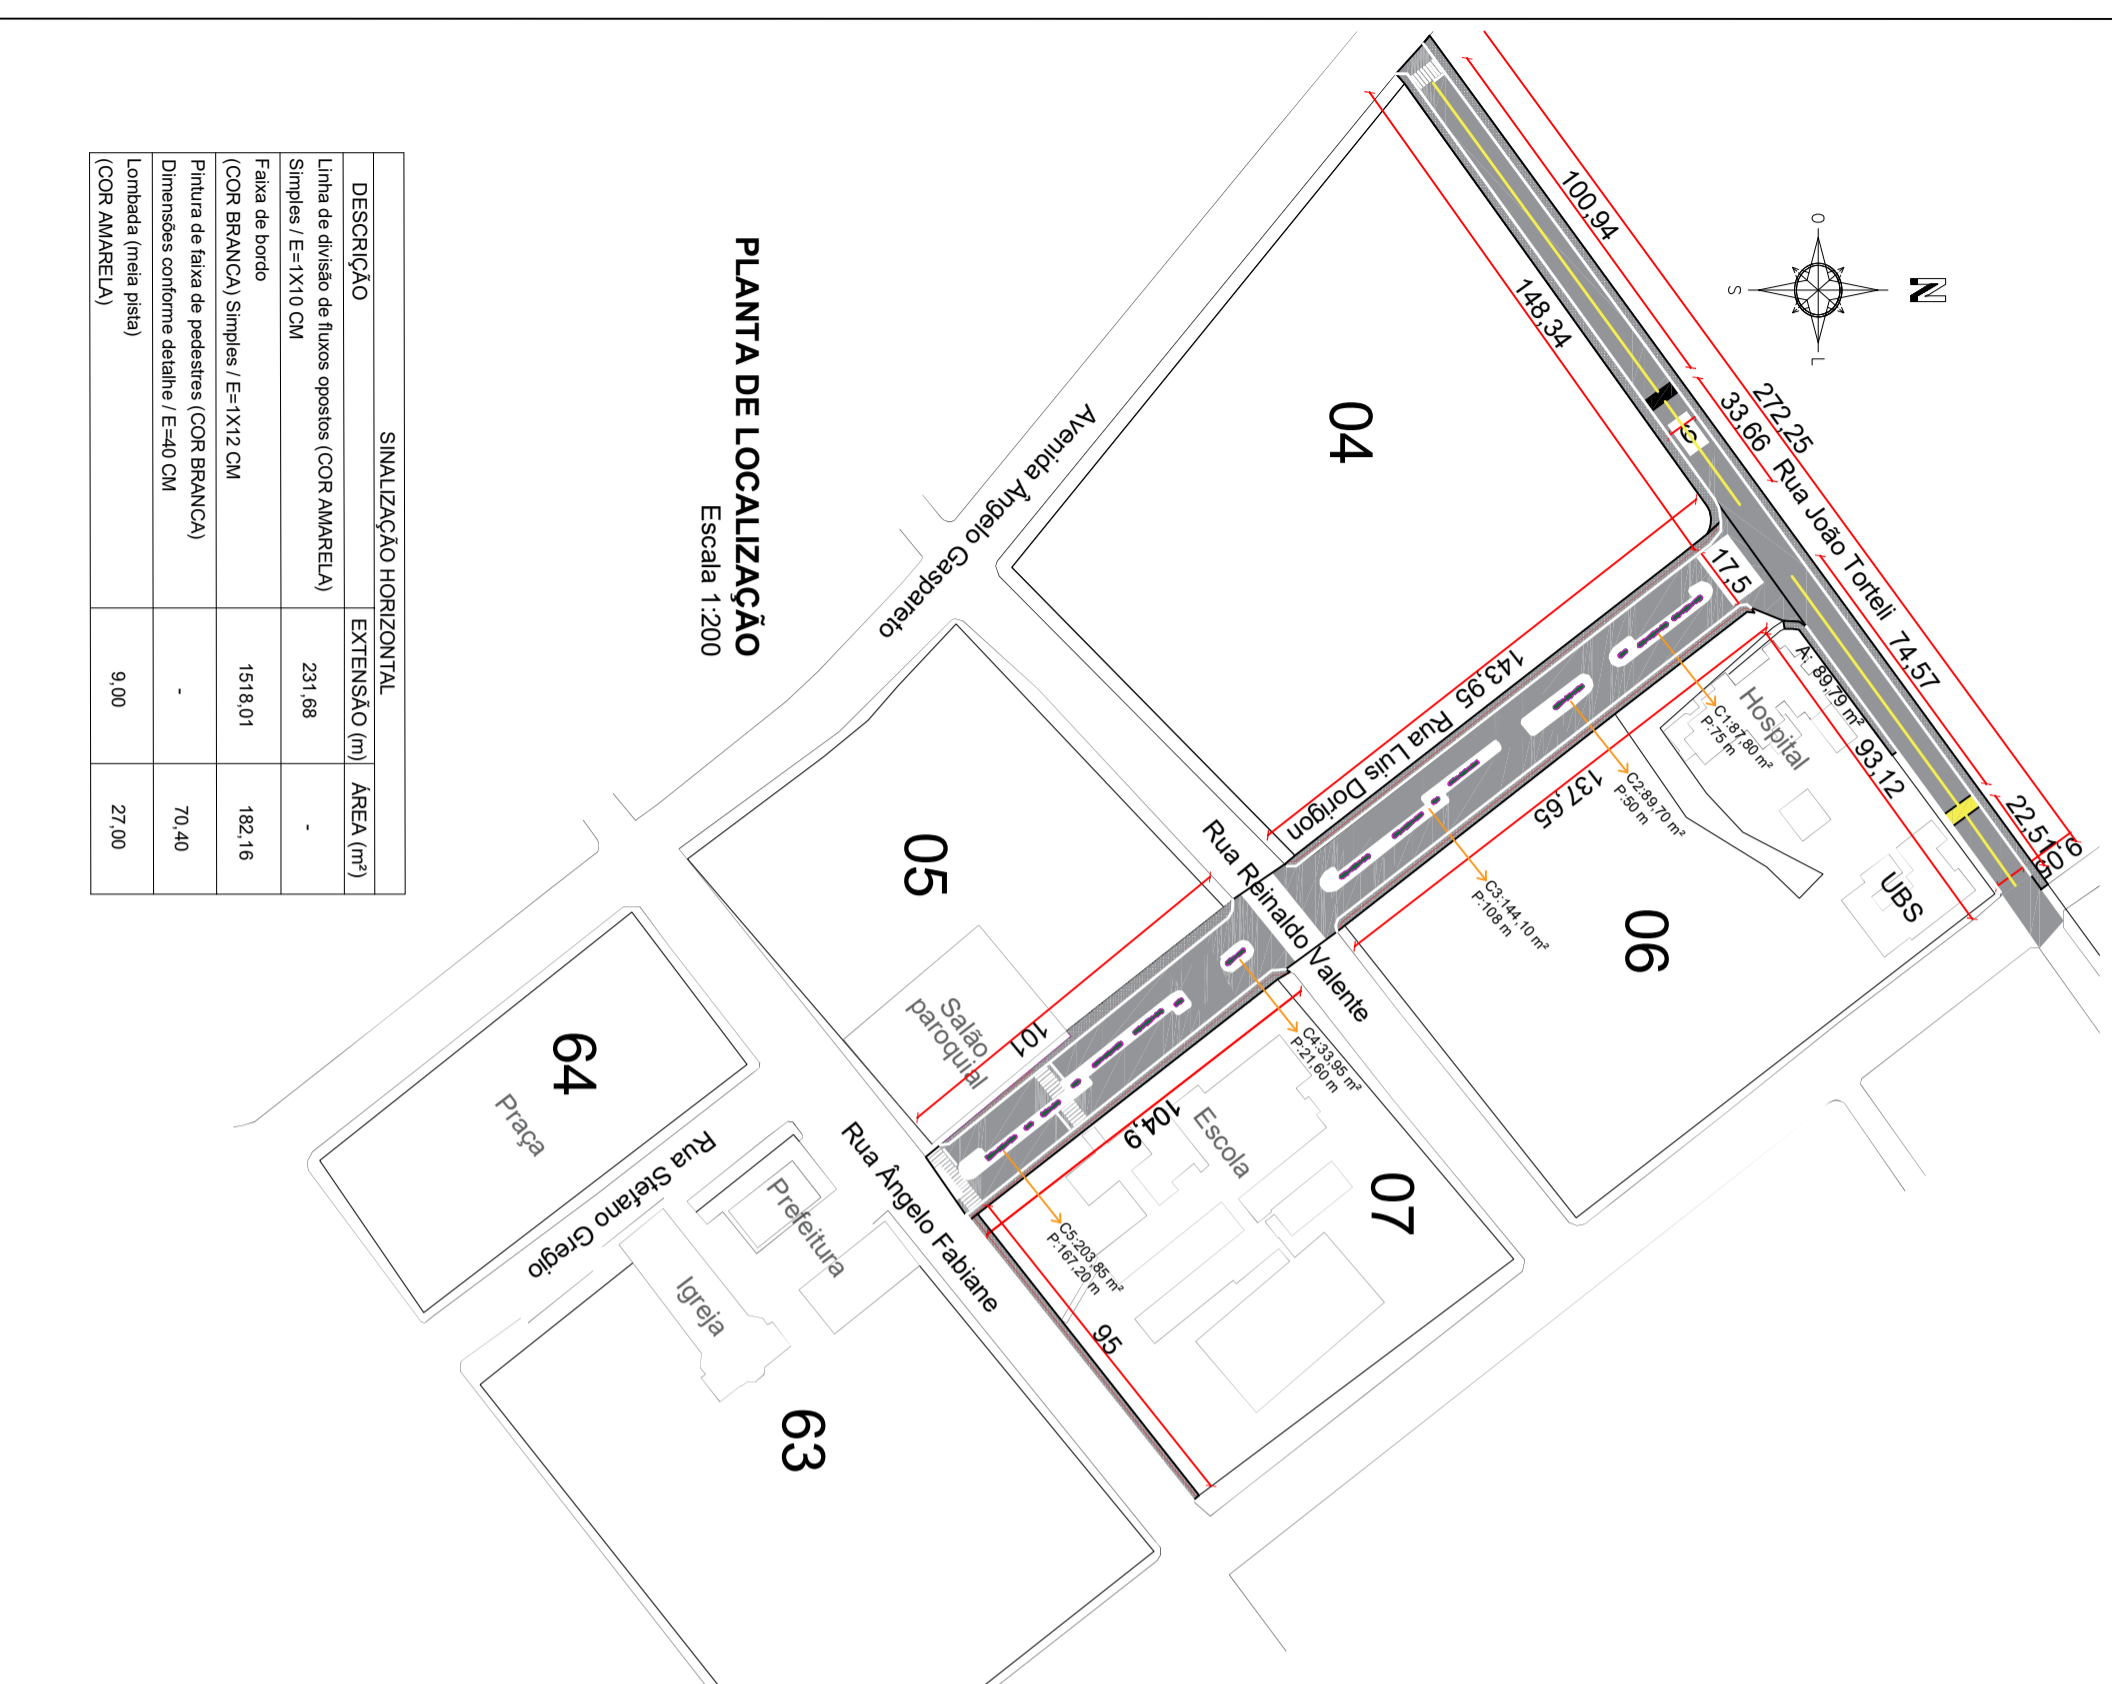 PLANTA DE LOCALIZAÇÃO
Escala 1:200
N
O
L
S
272,25
100,94
33,66
Rua João Torteli
74,57
22,51
148,34
9
17,5
04
143,95
Rua Luis Dorigon
137,65
A: 89,79 m²
Hospital
93,12
UBS
06
C1:87,80 m²
P:75 m
C2:89,70 m²
P:50 m
C3:144,10 m²
P:108 m
C4:33,95 m²
P:21,60 m
C5:203,85 m²
P:167,20 m
Avenida Ângelo Gaspareto
Rua Reinaldo Valente
05
Salão
paroquial
101
104,9
Escola
07
95
Rua Ângelo Fabiane
64
Praça
Rua Stefano Gregio
Prefeitura
Igreja
63
SINALIZAÇÃO HORIZONTAL
DESCRIÇÃO EXTENSÃO (m) ÁREA (m²)
Linha de divisão de fluxos opostos (COR AMARELA)
Simples / E=1X10 CM 231,68 -
Faixa de bordo
(COR BRANCA) Simples / E=1X12 CM 1518,01 182,16
Pintura de faixa de pedestres (COR BRANCA)
Dimensões conforme detalhe / E=40 CM - 70,40
Lombada (meia pista)
(COR AMARELA) 9,00 27,00